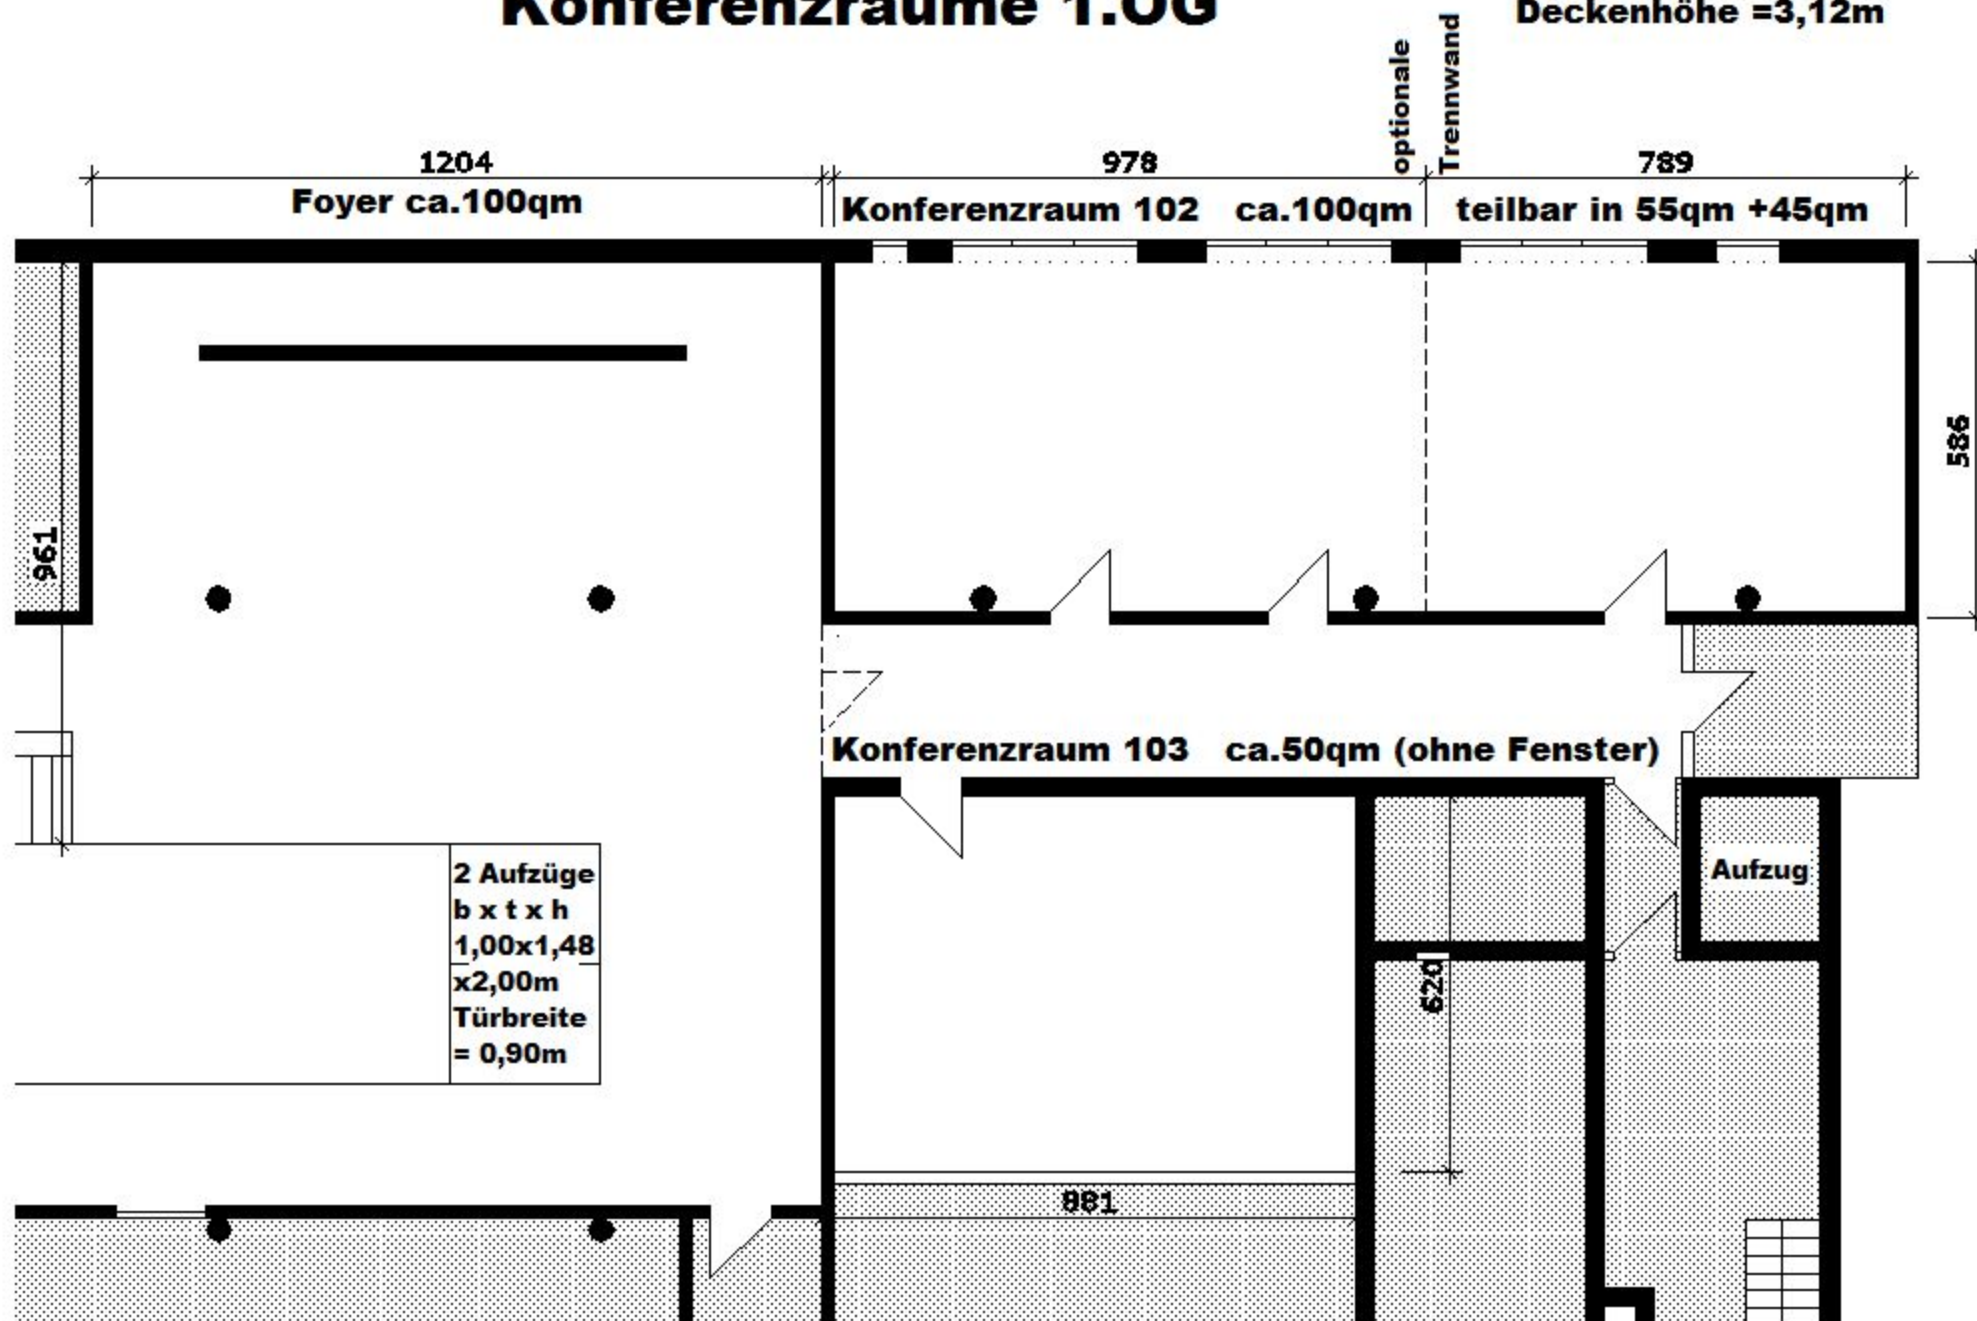 Konferenzräume 1.OG
Deckenhöhe =3,12m
optionale
Trennwand
1204
978
789
Foyer ca.100qm
Konferenzraum 102 ca.100qm
teilbar in 55qm +45qm
586
961
Konferenzraum 103 ca.50qm (ohne Fenster)
2 Aufzüge
b x t x h
1,00x1,48
x2,00m
Türbreite
= 0,90m
Aufzug
620
881